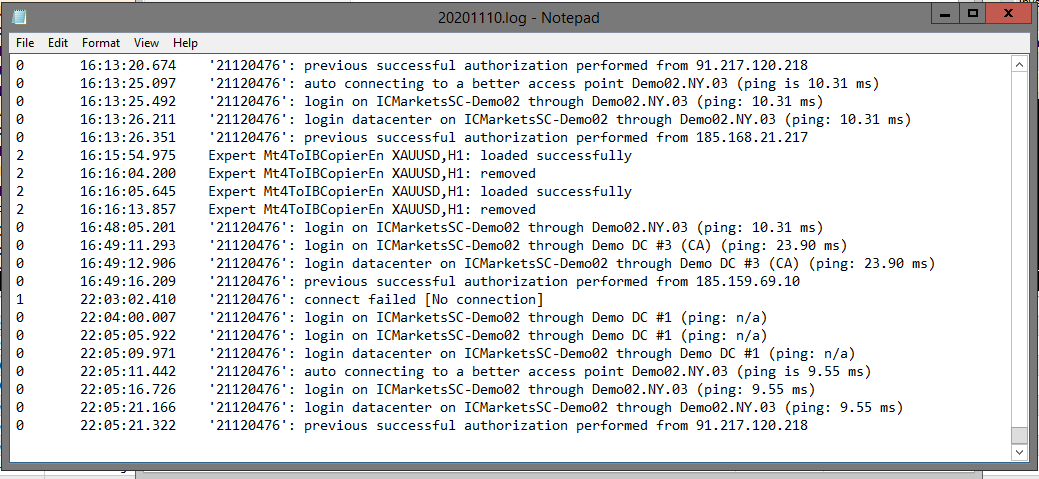 20201110.log - Notepad
File Edit Format View Help
0 16:13:20.674 '21120476': previous successful authorization performed from 91.217.120.218
0 16:13:25.097 '21120476': auto connecting to a better access point Demo02.NY.03 (ping is 10.31 ms)
0 16:13:25.492 '21120476': login on ICMarketsSC-Demo02 through Demo02.NY.03 (ping: 10.31 ms)
0 16:13:26.211 '21120476': login datacenter on ICMarketsSC-Demo02 through Demo02.NY.03 (ping: 10.31 ms)
0 16:13:26.351 '21120476': previous successful authorization performed from 185.168.21.217
2 16:15:54.975 Expert Mt4ToIBCopierEn XAUUSD,H1: loaded successfully
2 16:16:04.200 Expert Mt4ToIBCopierEn XAUUSD,H1: removed
2 16:16:05.645 Expert Mt4ToIBCopierEn XAUUSD,H1: loaded successfully
2 16:16:13.857 Expert Mt4ToIBCopierEn XAUUSD,H1: removed
0 16:48:05.201 '21120476': login on ICMarketsSC-Demo02 through Demo02.NY.03 (ping: 10.31 ms)
0 16:49:11.293 '21120476': login on ICMarketsSC-Demo02 through Demo DC #3 (CA) (ping: 23.90 ms)
0 16:49:12.906 '21120476': login datacenter on ICMarketsSC-Demo02 through Demo DC #3 (CA) (ping: 23.90 ms)
0 16:49:16.209 '21120476': previous successful authorization performed from 185.159.69.10
1 22:03:02.410 '21120476': connect failed [No connection]
0 22:04:00.007 '21120476': login on ICMarketsSC-Demo02 through Demo DC #1 (ping: n/a)
0 22:05:05.922 '21120476': login on ICMarketsSC-Demo02 through Demo DC #1 (ping: n/a)
0 22:05:09.971 '21120476': login datacenter on ICMarketsSC-Demo02 through Demo DC #1 (ping: n/a)
0 22:05:11.442 '21120476': auto connecting to a better access point Demo02.NY.03 (ping is 9.55 ms)
0 22:05:16.726 '21120476': login on ICMarketsSC-Demo02 through Demo02.NY.03 (ping: 9.55 ms)
0 22:05:21.166 '21120476': login datacenter on ICMarketsSC-Demo02 through Demo02.NY.03 (ping: 9.55 ms)
0 22:05:21.322 '21120476': previous successful authorization performed from 91.217.120.218